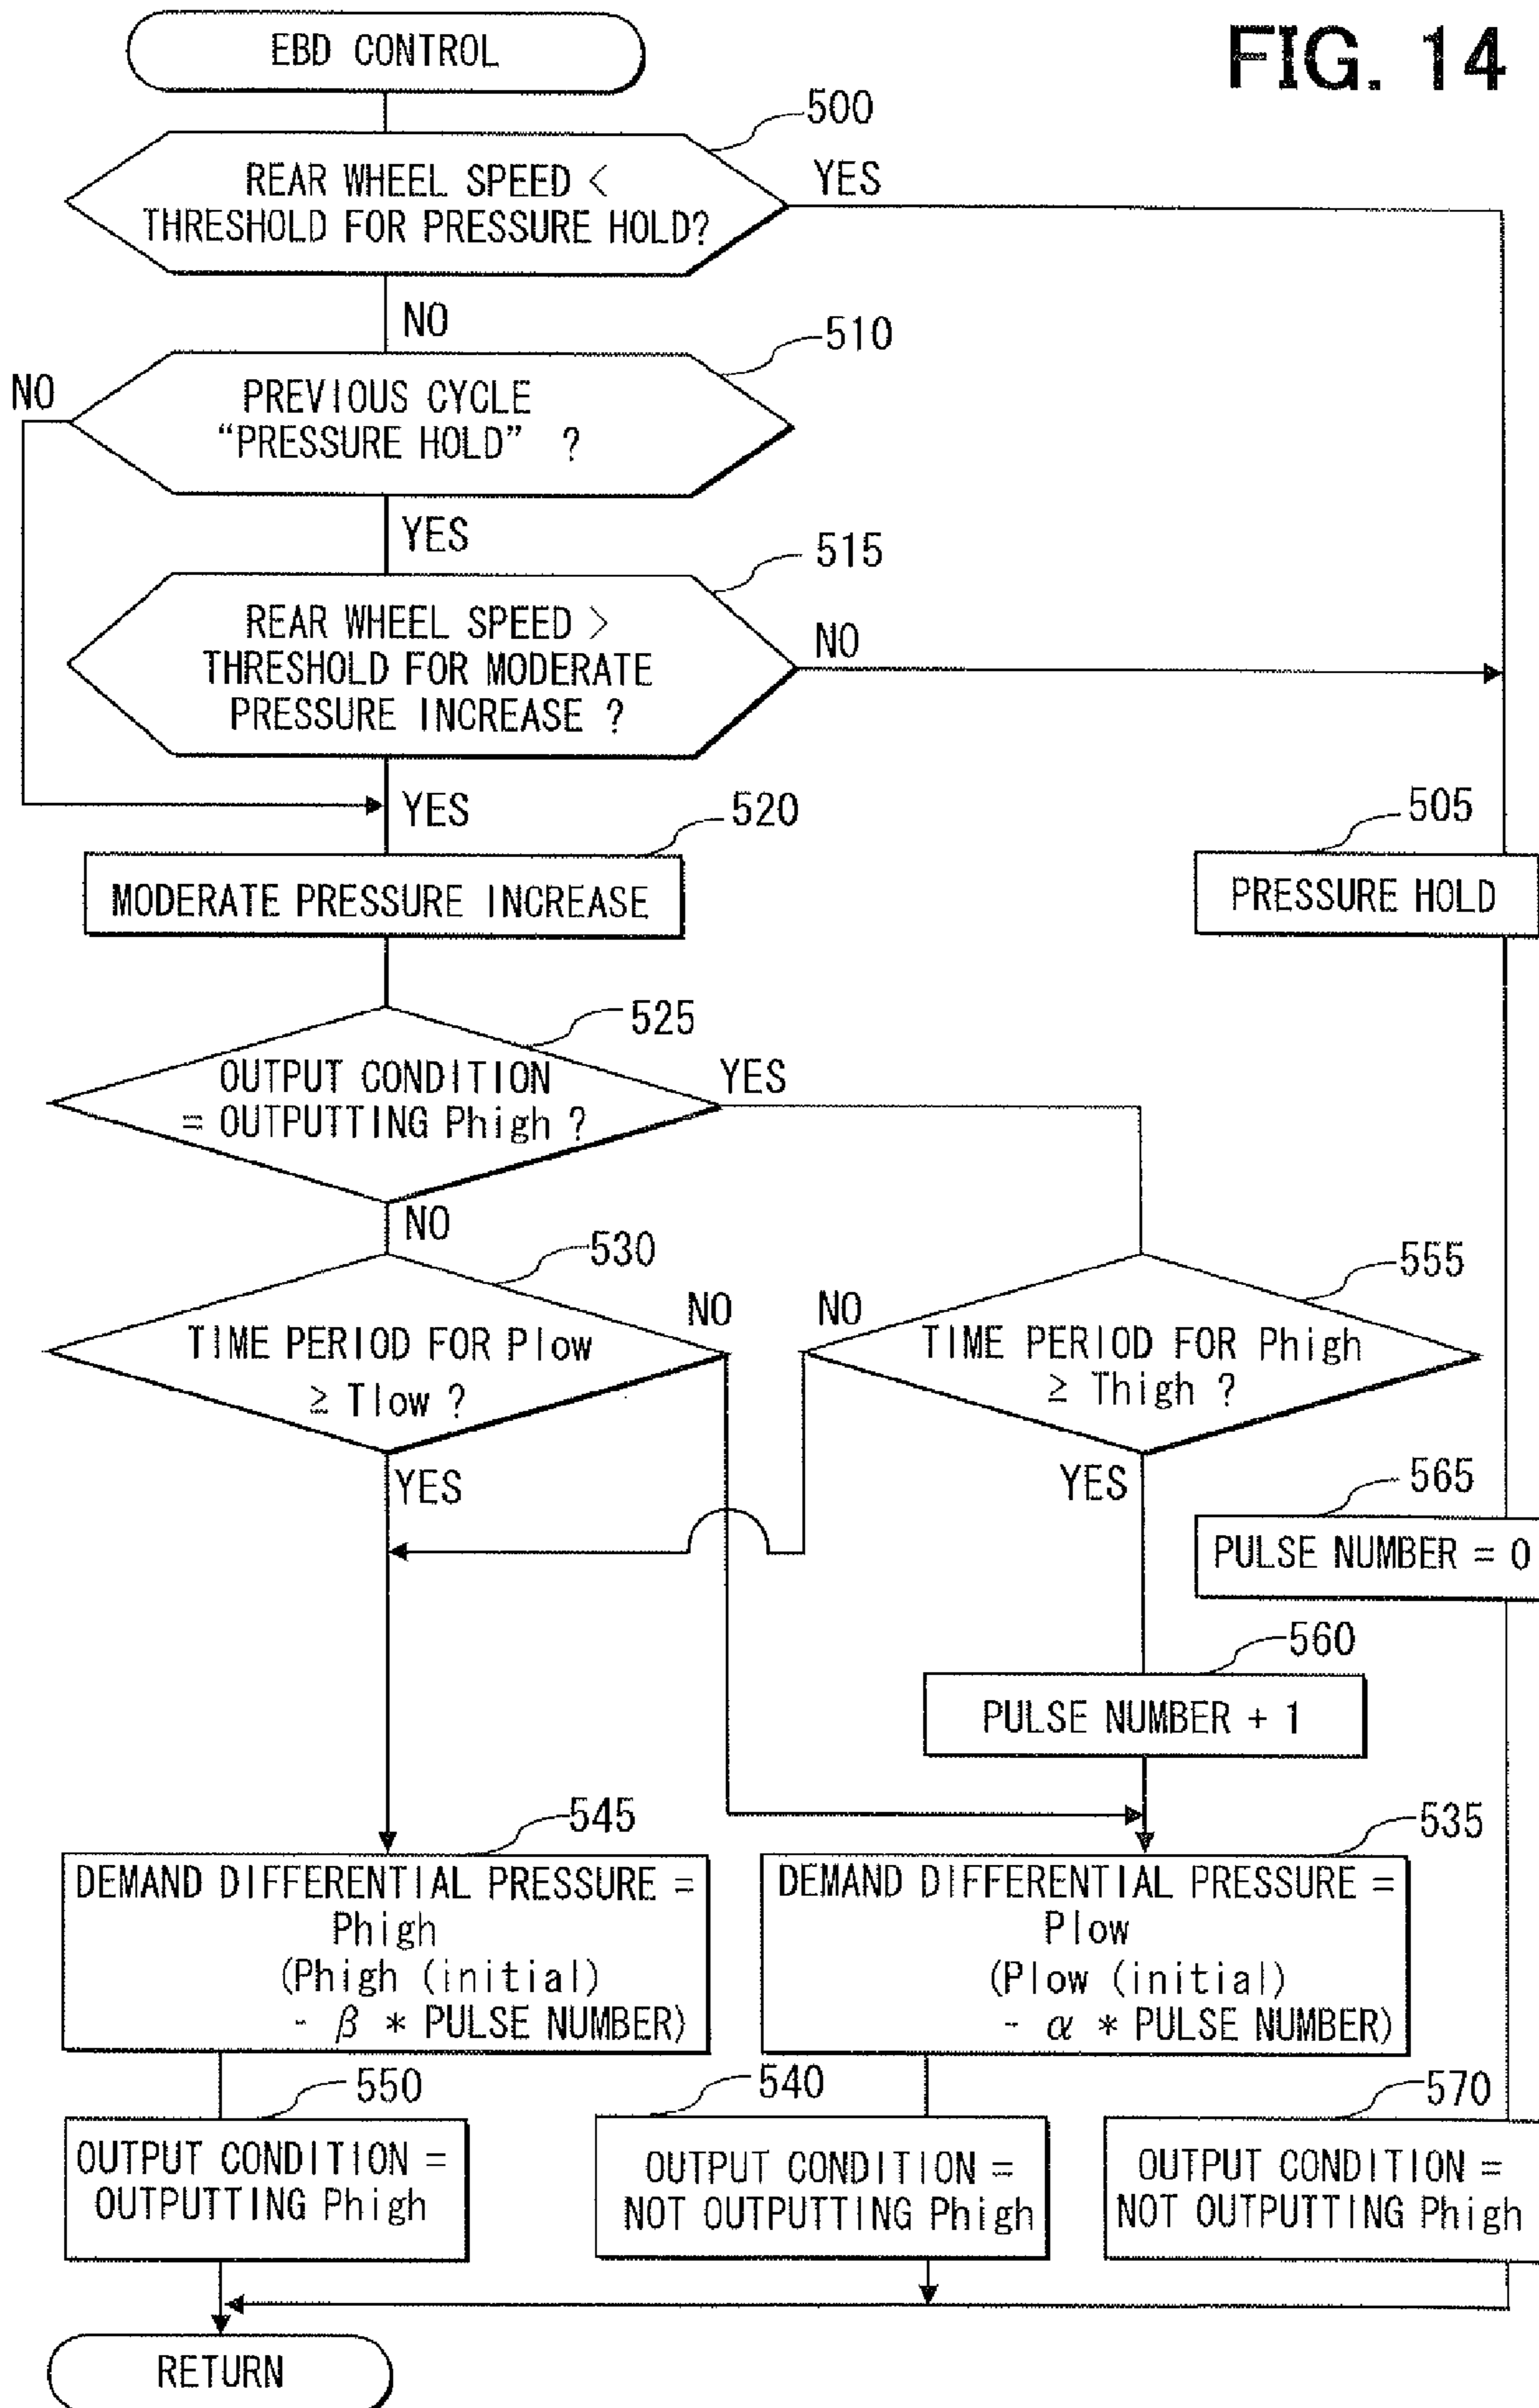 FIG. 14
EBD CONTROL
500
REAR WHEEL SPEED <
THRESHOLD FOR PRESSURE HOLD?
YES
NO
510
NO
PREVIOUS CYCLE
“PRESSURE HOLD” ?
YES
515
REAR WHEEL SPEED >
THRESHOLD FOR MODERATE
PRESSURE INCREASE ?
NO
YES
520
MODERATE PRESSURE INCREASE
505
PRESSURE HOLD
525
OUTPUT CONDITION
= OUTPUTTING Phigh ?
YES
NO
530
TIME PERIOD FOR Plow
≥ Tlow ?
NO
YES
555
NO
TIME PERIOD FOR Phigh
≥ Thigh ?
YES
565
PULSE NUMBER = 0
560
PULSE NUMBER + 1
545
DEMAND DIFFERENTIAL PRESSURE =
Phigh
(Phigh (initial)
- β * PULSE NUMBER)
535
DEMAND DIFFERENTIAL PRESSURE =
Plow
(Plow (initial)
- α * PULSE NUMBER)
550
OUTPUT CONDITION =
OUTPUTTING Phigh
540
OUTPUT CONDITION =
NOT OUTPUTTING Phigh
570
OUTPUT CONDITION =
NOT OUTPUTTING Phigh
RETURN